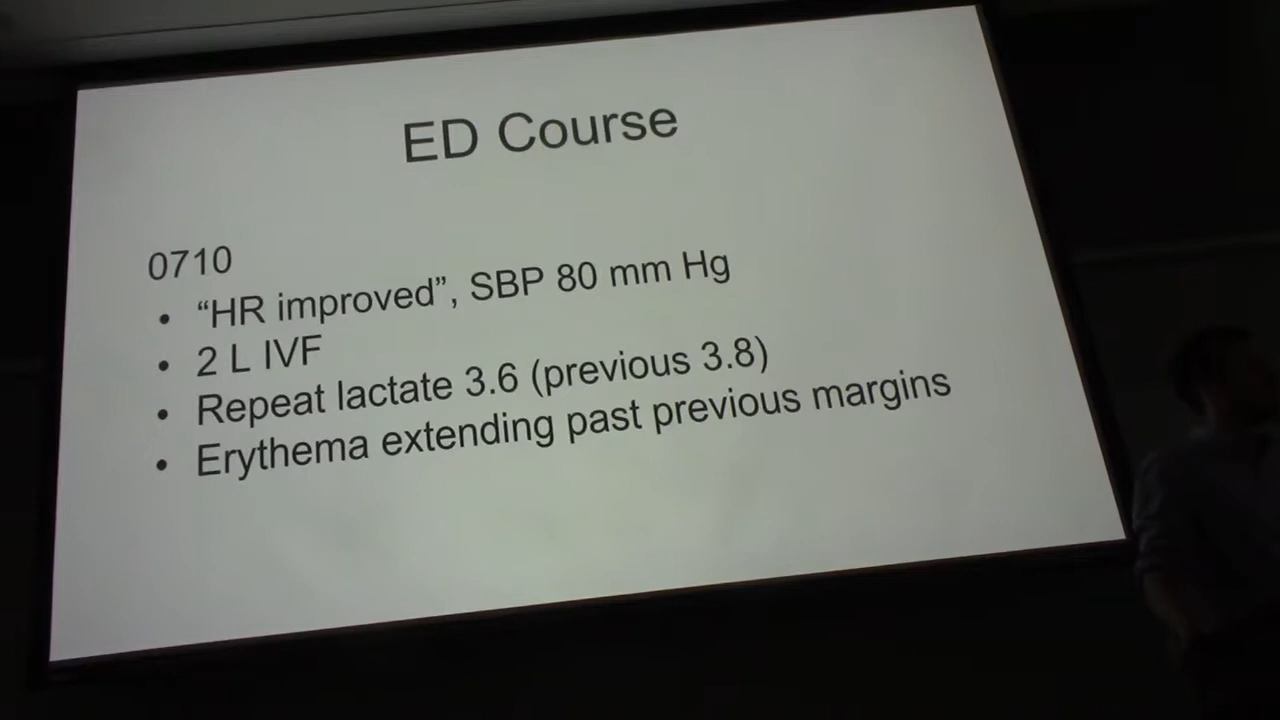 ED Course
0710
• “HR improved”, SBP 80 mm Hg
• 2 L IVF
• Repeat lactate 3.6 (previous 3.8)
• Erythema extending past previous margins